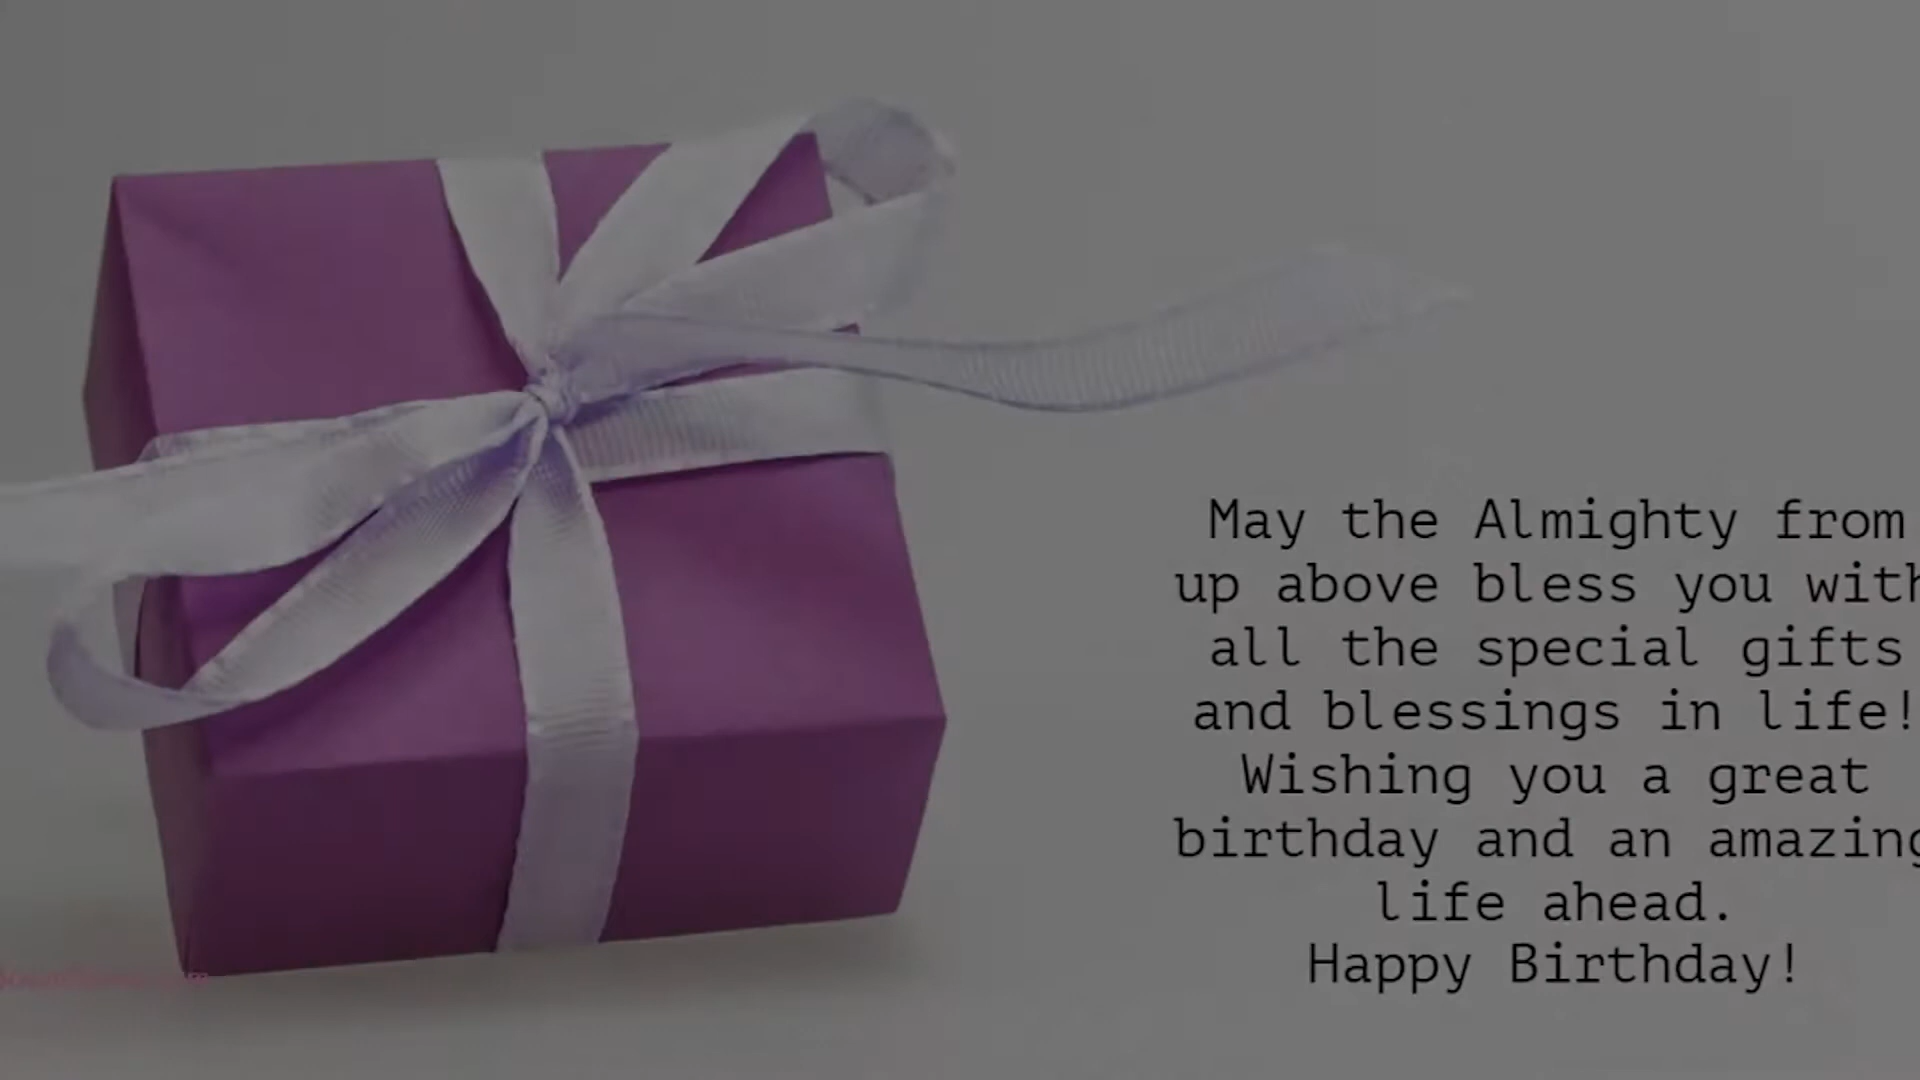 May the Almighty from
up above bless you with
all the special gifts
and blessings in life!
Wishing you a great
birthday and an amazing
life ahead.
Happy Birthday!